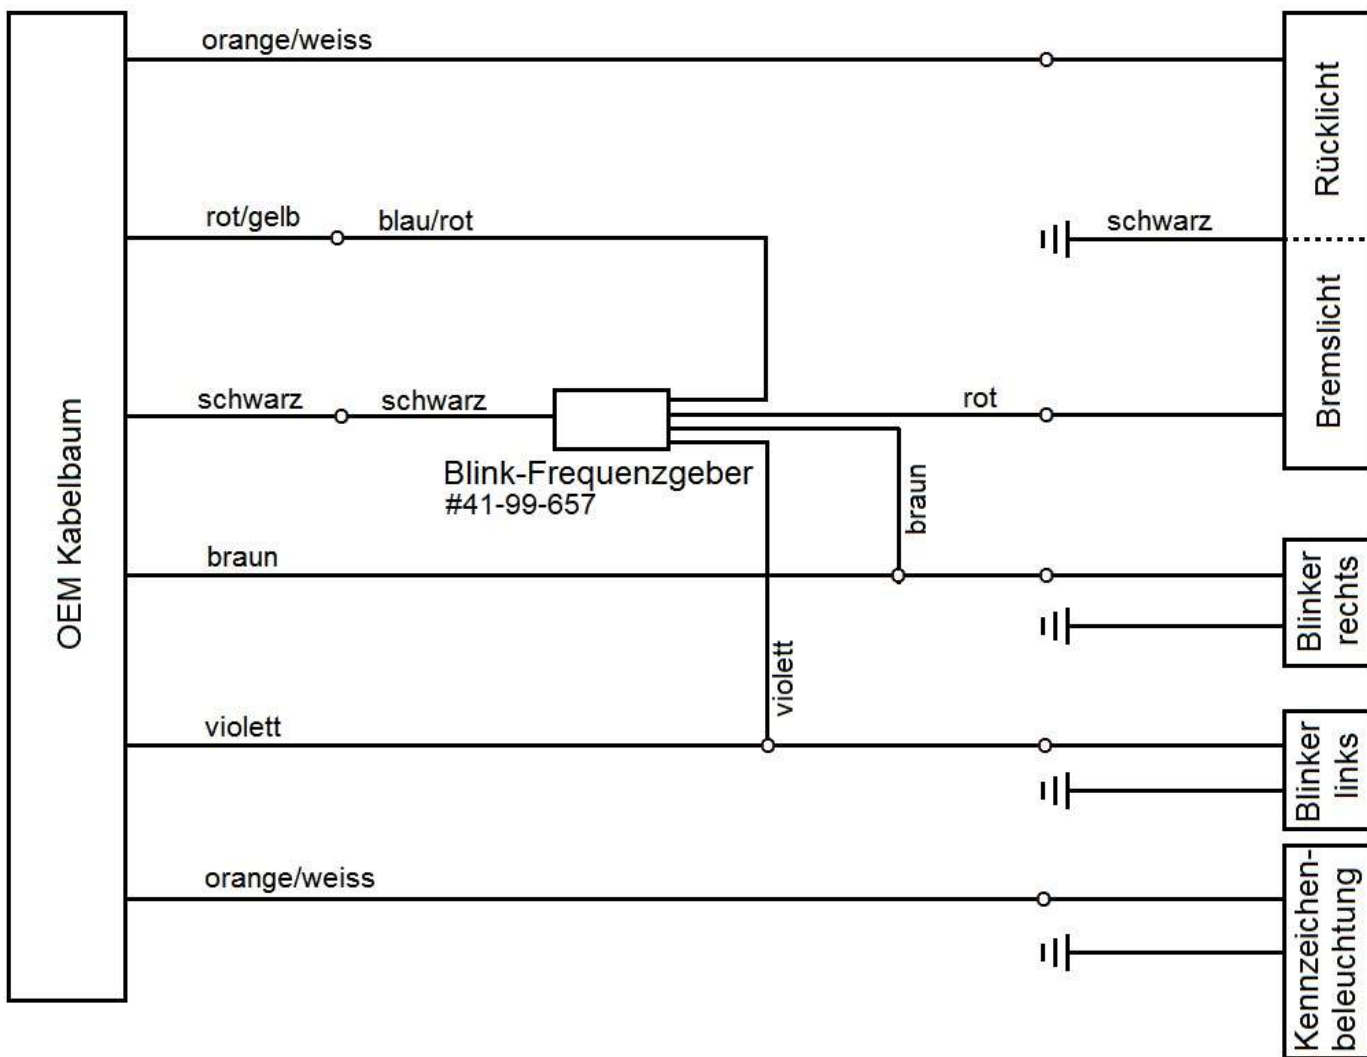 orange/weiss
Rücklicht
rot/gelb
blau/rot
schwarz
Bremslicht
schwarz
schwarz
rot
Blink-Frequenzgeber
#41-99-657
OEM Kabelbaum
braun
braun
Blinker
rechts
violett
violett
Blinker
links
orange/weiss
Kennzeichen-
beleuchtung